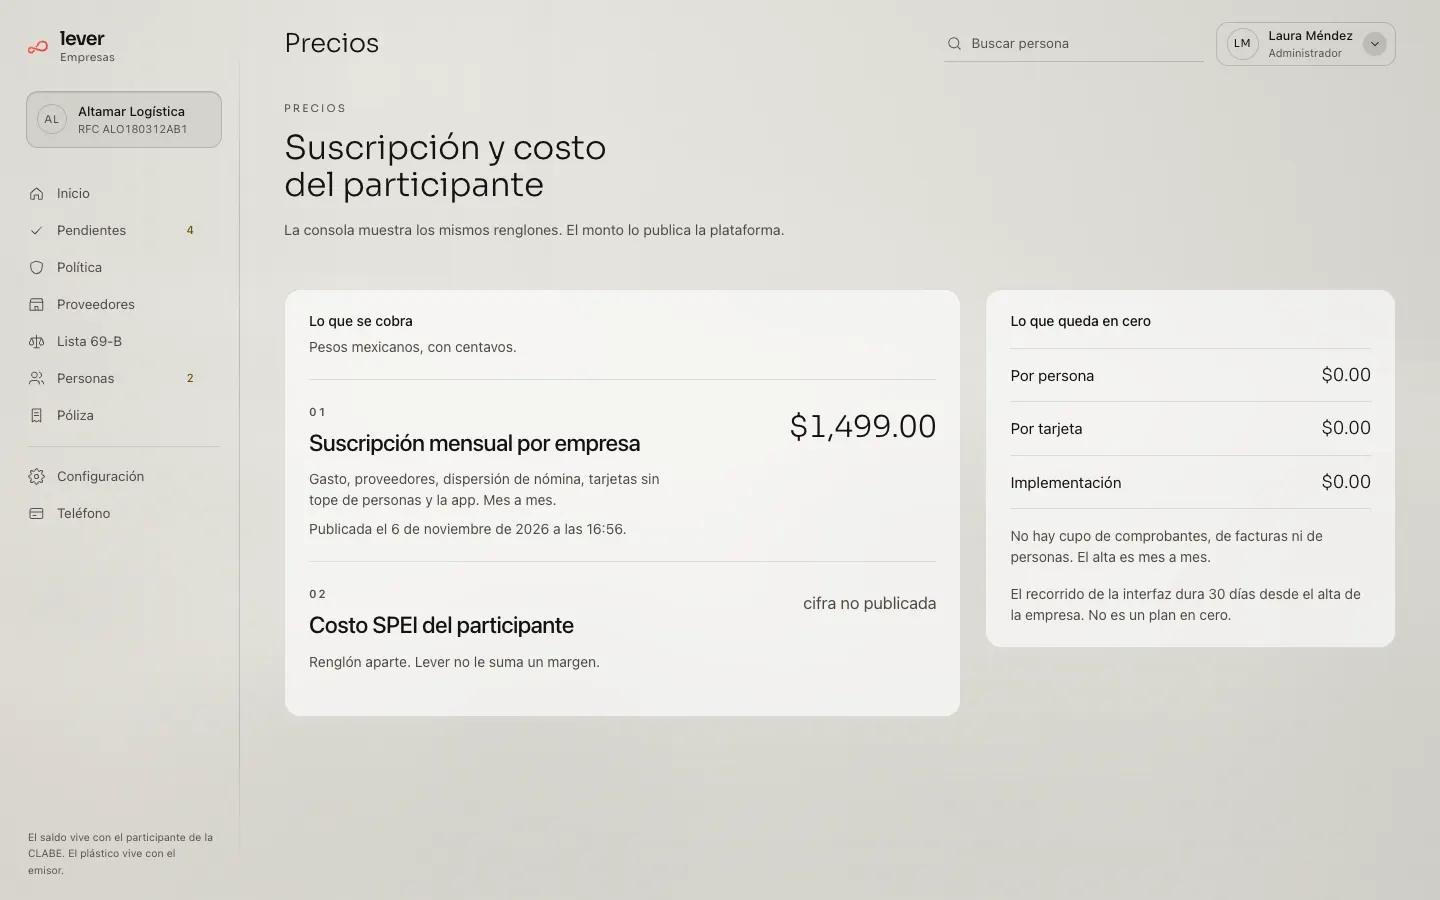 lever
Empresas
AL
Altamar Logística
RFC ALO180312AB1
Inicio
Pendientes 4
Política
Proveedores
Lista 69-B
Personas 2
Póliza
Configuración
Teléfono
El saldo vive con el participante de la
CLABE. El plástico vive con el
emisor.
Precios
Buscar persona
LM
Laura Méndez
Administrador
PRECIOS
Suscripción y costo
del participante
La consola muestra los mismos renglones. El monto lo publica la plataforma.
Lo que se cobra
Pesos mexicanos, con centavos.
01
Suscripción mensual por empresa
$1,499.00
Gasto, proveedores, dispersión de nómina, tarjetas sin
tope de personas y la app. Mes a mes.
Publicada el 6 de noviembre de 2026 a las 16:56.
02
Costo SPEI del participante
cifra no publicada
Renglón aparte. Lever no le suma un margen.
Lo que queda en cero
Por persona $0.00
Por tarjeta $0.00
Implementación $0.00
No hay cupo de comprobantes, de facturas ni de
personas. El alta es mes a mes.
El recorrido de la interfaz dura 30 días desde el alta de
la empresa. No es un plan en cero.